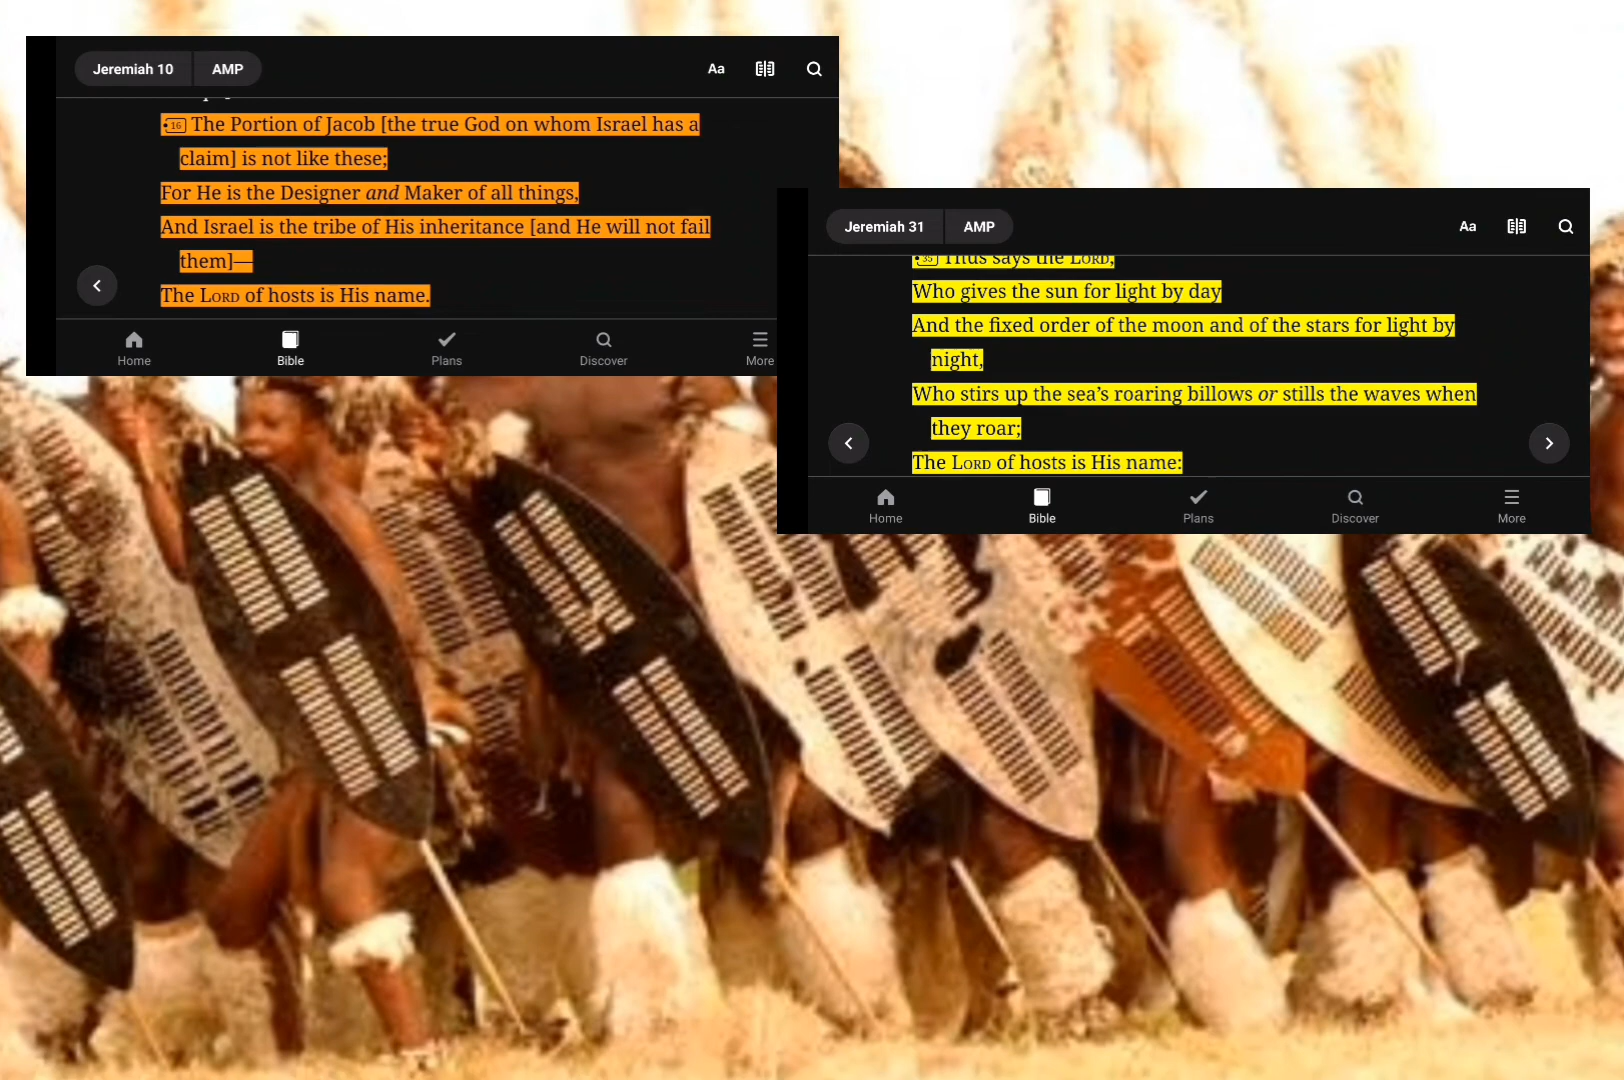 Jeremiah 10 AMP Aa
16 The Portion of Jacob [the true God on whom Israel has a
claim] is not like these;
For He is the Designer and Maker of all things,
And Israel is the tribe of His inheritance [and He will not fail
them]—
The LORD of hosts is His name.
Home Bible Plans Discover More
Jeremiah 31 AMP Aa
35 Thus says the LORD,
Who gives the sun for light by day
And the fixed order of the moon and of the stars for light by
night,
Who stirs up the sea’s roaring billows or stills the waves when
they roar;
The LORD of hosts is His name:
Home Bible Plans Discover More